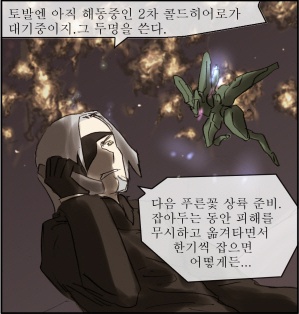 토발엔 아직 해동중인 2차 콜드히어로가
대기중이지.그 두명을 쓴다.
다음 푸른꽃 상륙 준비.
잡아두는 동안 피해를
무시하고 옮겨타면서
한기씩 잡으면
어떻게든...